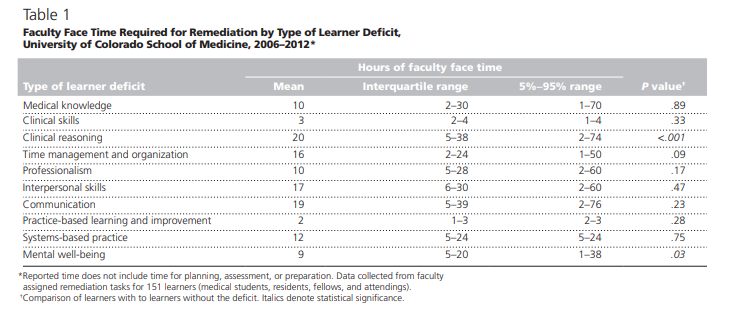 Table 1
Faculty Face Time Required for Remediation by Type of Learner Deficit,
University of Colorado School of Medicine, 2006–2012*
Hours of faculty face time
Type of learner deficit Mean Interquartile range 5%–95% range P value†
Medical knowledge 10 2–30 1–70 .89
Clinical skills 3 2–4 1–4 .33
Clinical reasoning 20 5–38 2–74 <.001
Time management and organization 16 2–24 1–50 .09
Professionalism 10 5–28 2–60 .17
Interpersonal skills 17 6–30 2–60 .47
Communication 19 5–39 2–76 .23
Practice-based learning and improvement 2 1–3 2–3 .28
Systems-based practice 12 5–24 5–24 .75
Mental well-being 9 5–20 1–38 .03
*Reported time does not include time for planning, assessment, or preparation. Data collected from faculty
assigned remediation tasks for 151 learners (medical students, residents, fellows, and attendings).
†Comparison of learners with to learners without the deficit. Italics denote statistical significance.